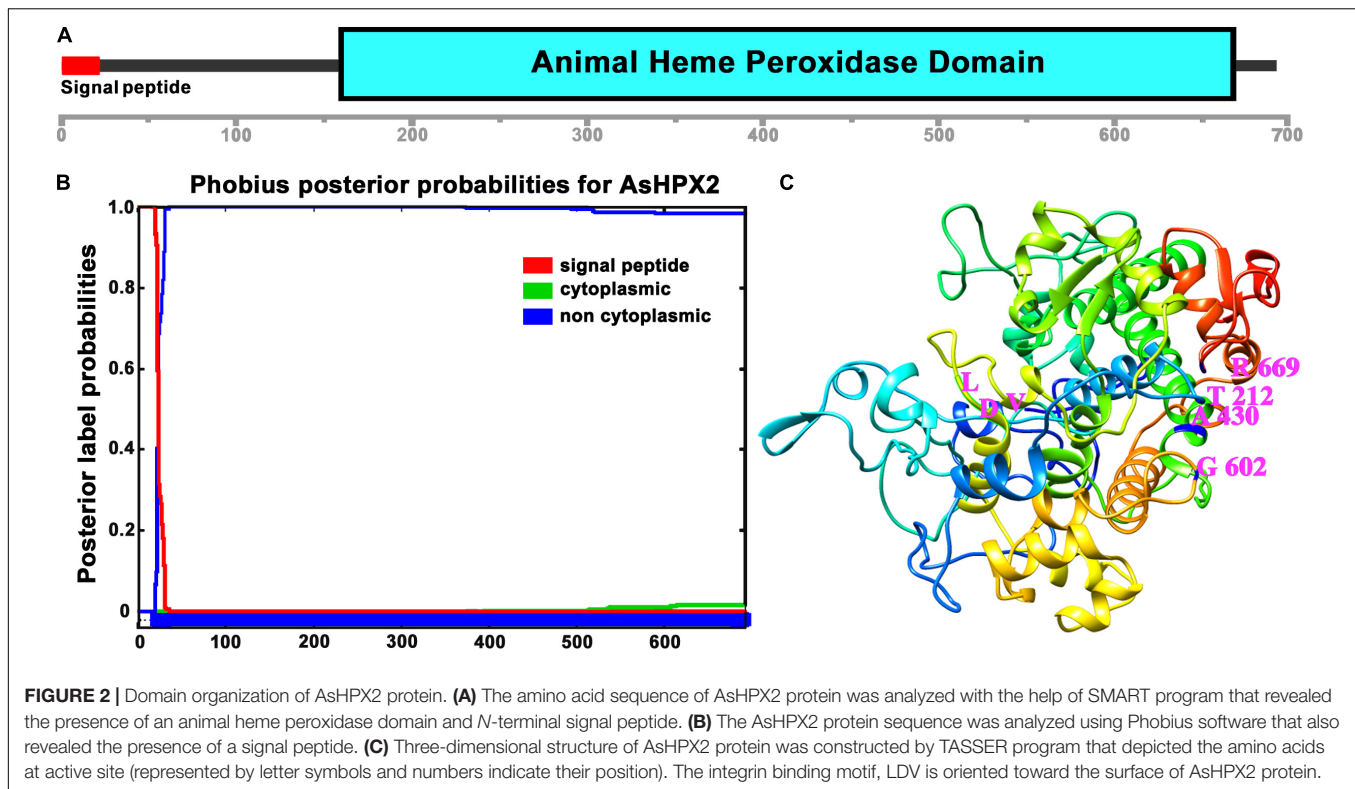 A
Animal Heme Peroxidase Domain
Signal peptide
0 100 200 300 400 500 600 700
B
Phobius posterior probabilities for AsHPX2
C
Posterior label probabilities
1.0
0.8
0.6
0.4
0.2
0
signal peptide
cytoplasmic
non cytoplasmic
0 100 200 300 400 500 600
L
D
V
R 669
T 212
A 430
G 602
FIGURE 2 | Domain organization of AsHPX2 protein. (A) The amino acid sequence of AsHPX2 protein was analyzed with the help of SMART program that revealed
the presence of an animal heme peroxidase domain and N-terminal signal peptide. (B) The AsHPX2 protein sequence was analyzed using Phobius software that also
revealed the presence of a signal peptide. (C) Three-dimensional structure of AsHPX2 protein was constructed by TASSER program that depicted the amino acids
at active site (represented by letter symbols and numbers indicate their position). The integrin binding motif, LDV is oriented toward the surface of AsHPX2 protein.